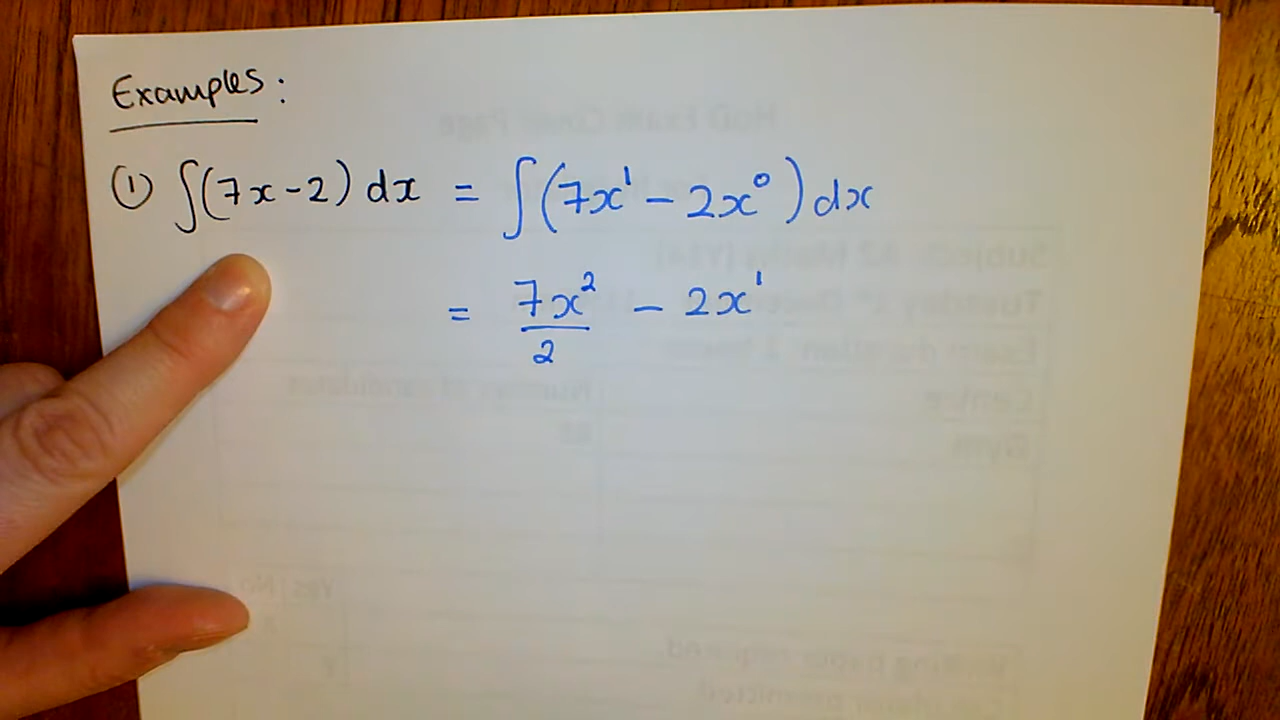 Examples:
① ∫(7x-2) dx = ∫(7x¹ - 2x⁰) dx
= 7x²/2 - 2x¹